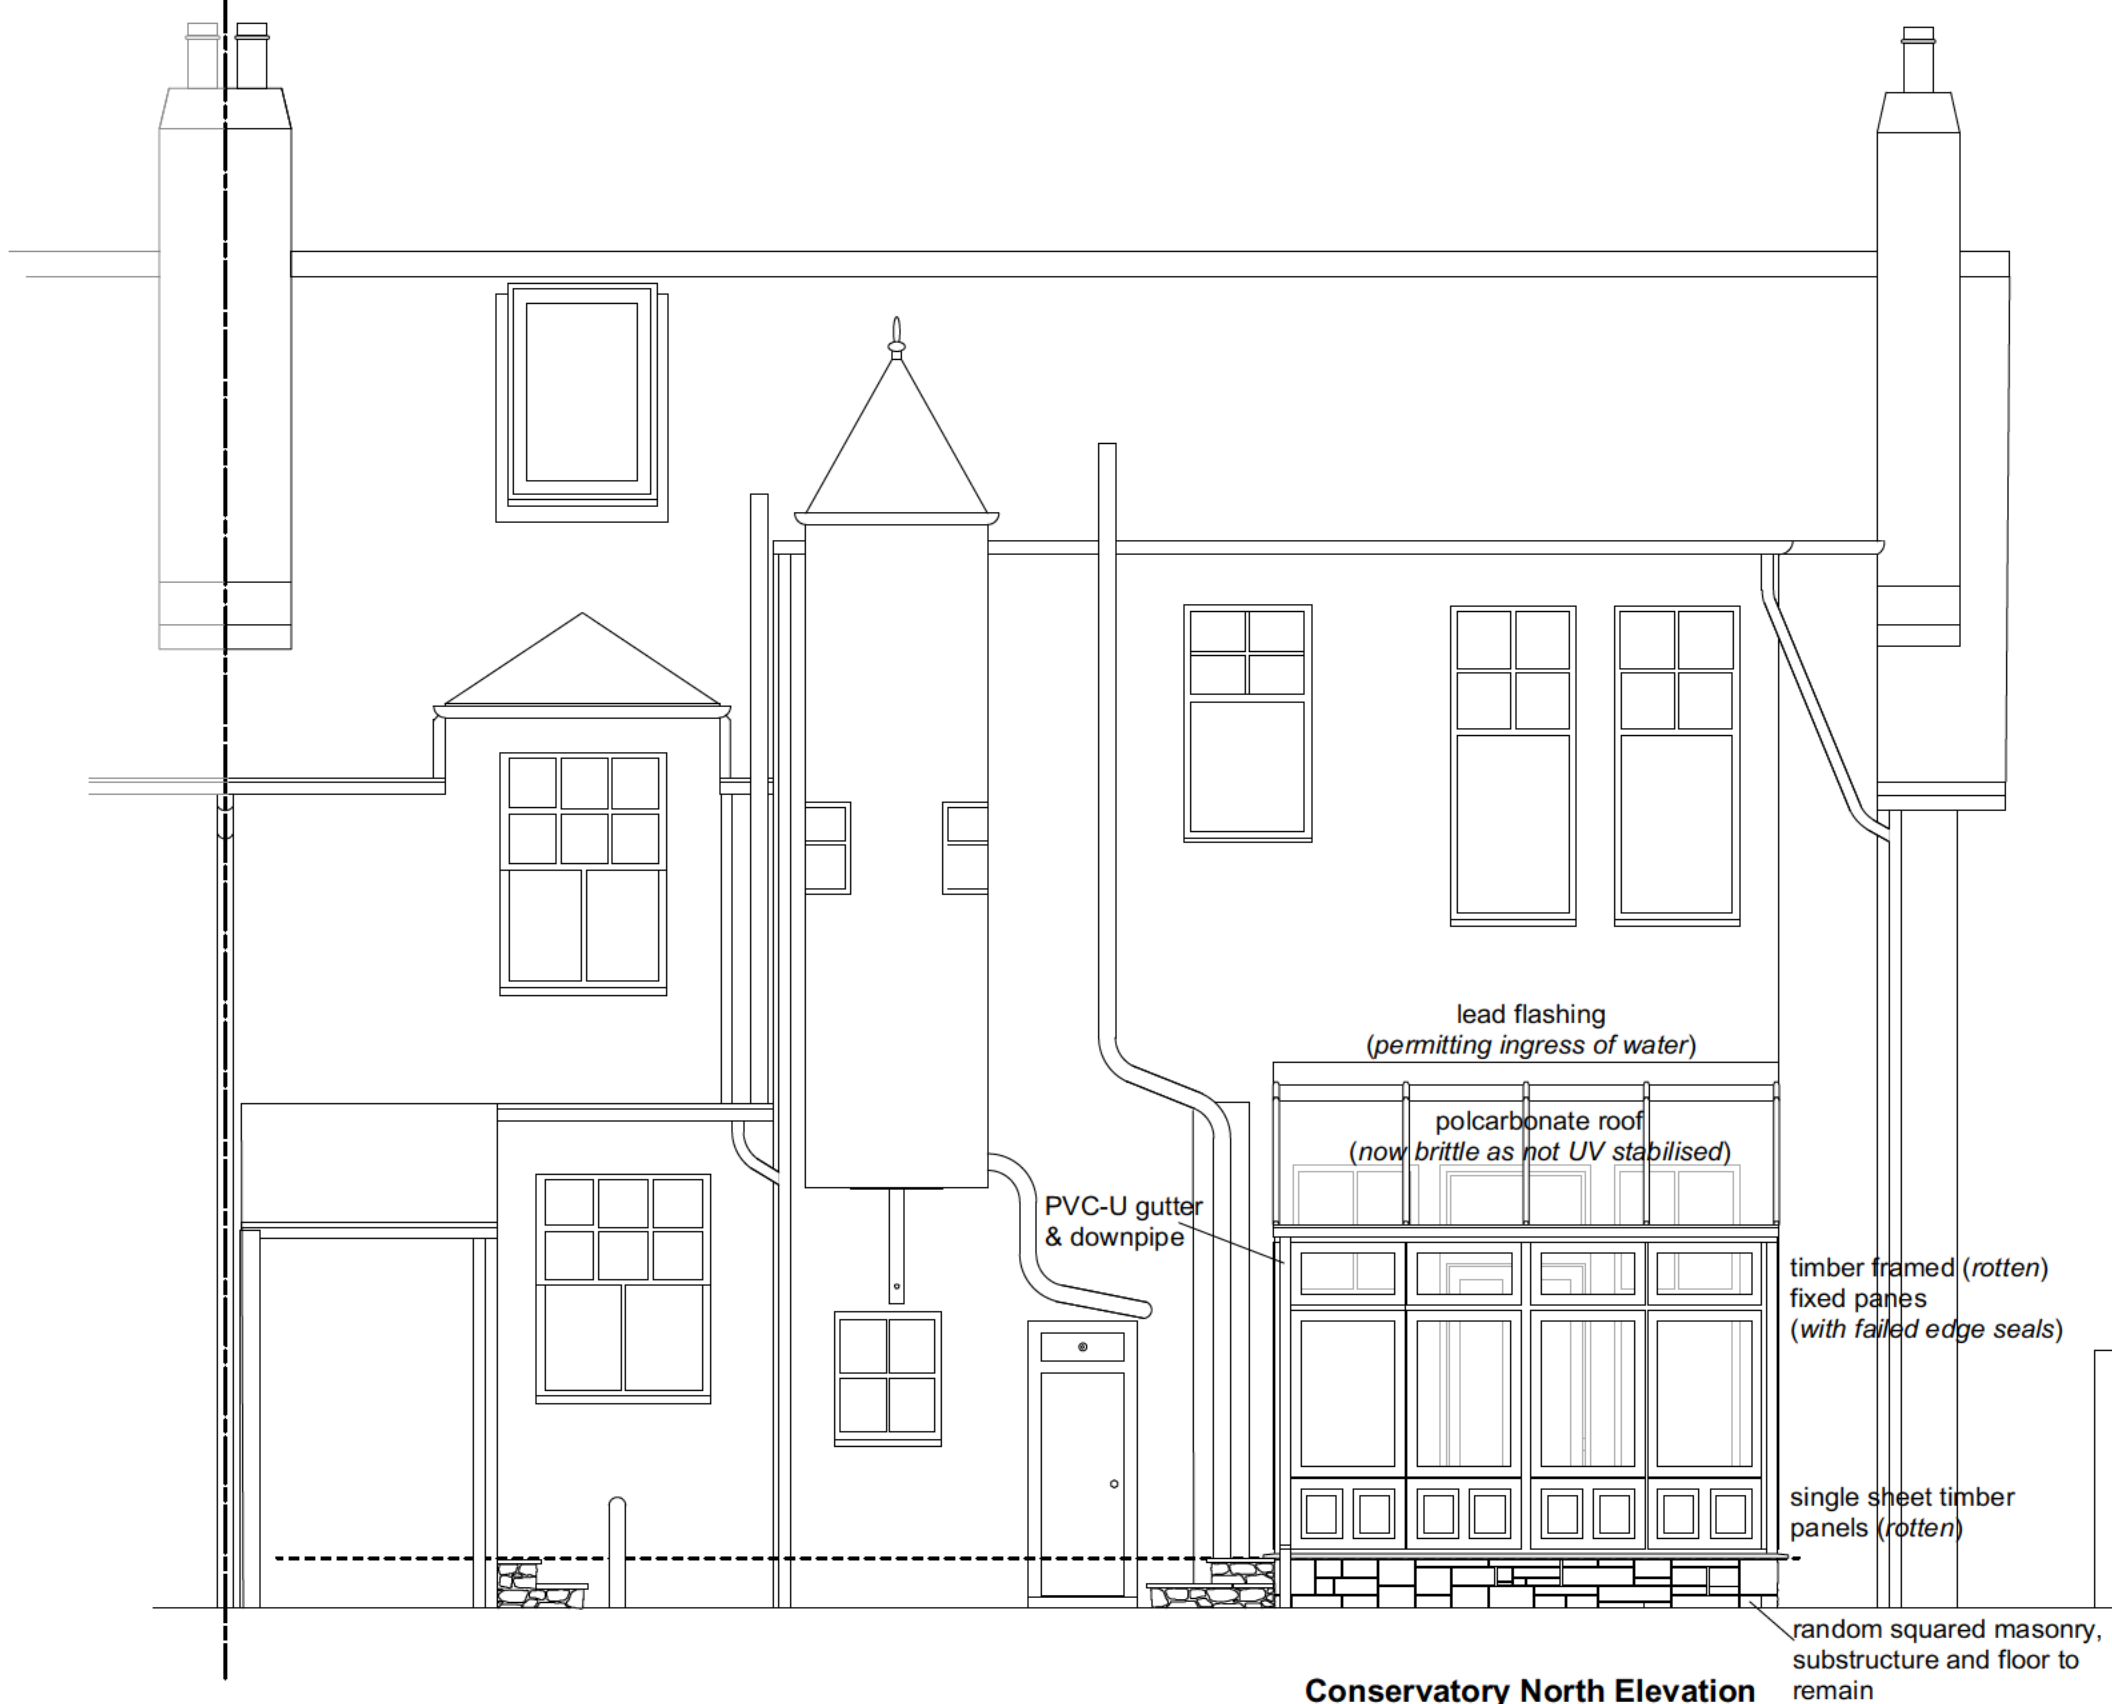 lead flashing
(permitting ingress of water)
polcarbonate roof
(now brittle as not UV stabilised)
PVC-U gutter
& downpipe
timber framed (rotten)
fixed panes
(with failed edge seals)
single sheet timber
panels (rotten)
random squared masonry,
substructure and floor to
remain
Conservatory North Elevation